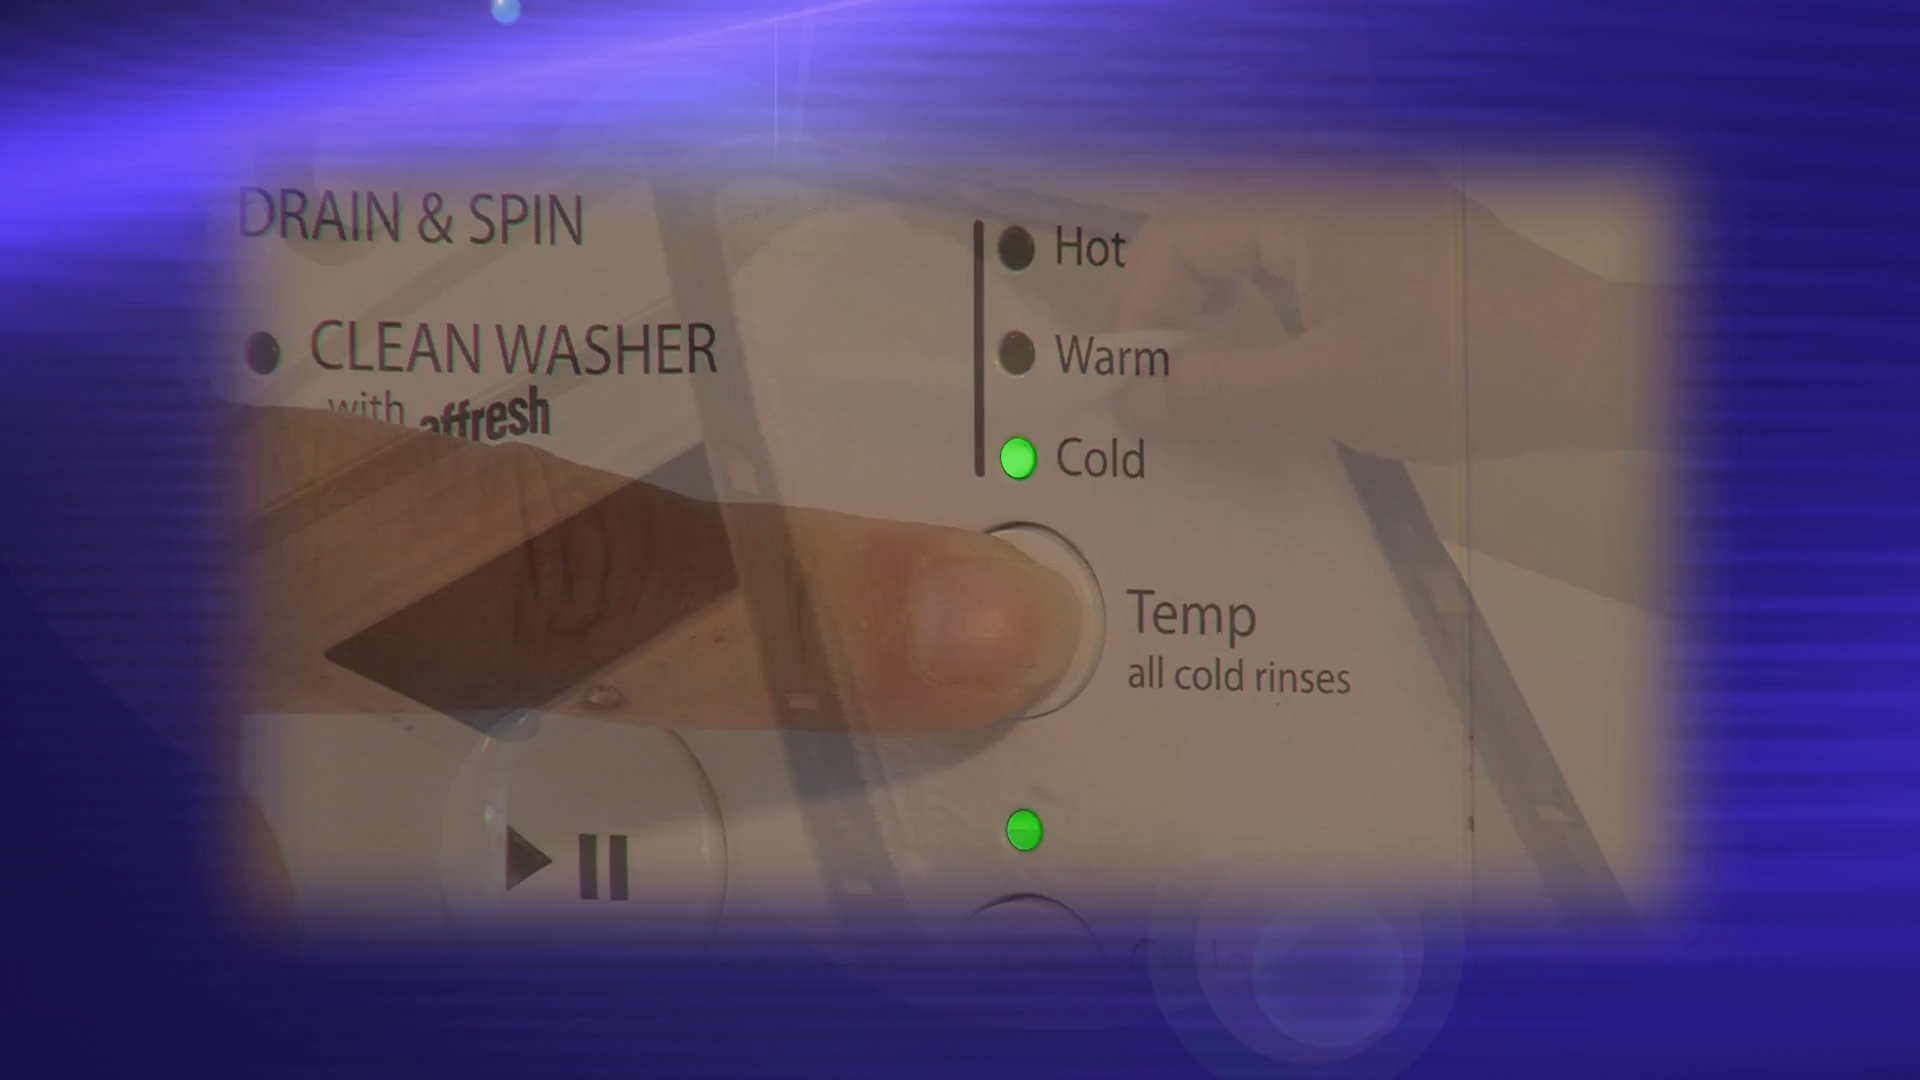 DRAIN & SPIN
CLEAN WASHER
with affresh
Hot
Warm
Cold
Temp
all cold rinses